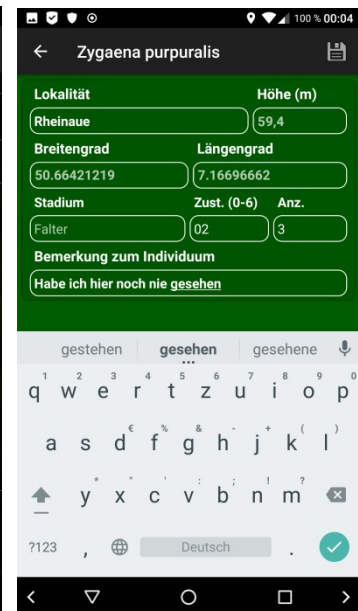 100 % 00:04
Zygaena purpuralis
Lokalität Höhe (m)
Rheinaue 59,4
Breitengrad Längengrad
50.66421219 7.16696662
Stadium Zust. (0-6) Anz.
Falter 02 3
Bemerkung zum Individuum
Habe ich hier noch nie gesehen
gestehen gesehen gesehene
1 2 3 4 5 6 7 8 9 0
q w e r t z u i o p
€ % & - + ( )
a s d f g h j k l
" ' : ; ! ?
y x c v b n m
?123 , Deutsch .